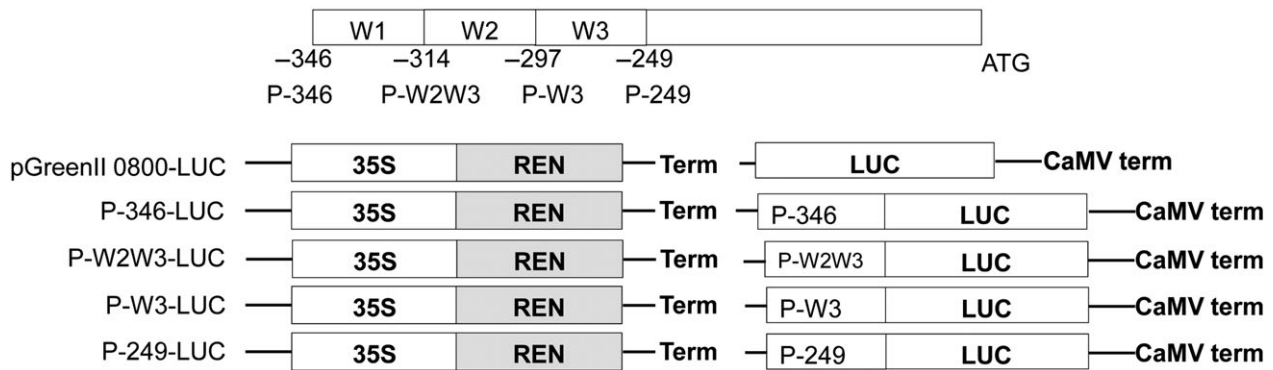 W1 W2 W3
–346 –314 –297 –249 ATG
P-346 P-W2W3 P-W3 P-249
pGreenII 0800-LUC 35S REN Term LUC CaMV term
P-346-LUC 35S REN Term P-346 LUC CaMV term
P-W2W3-LUC 35S REN Term P-W2W3 LUC CaMV term
P-W3-LUC 35S REN Term P-W3 LUC CaMV term
P-249-LUC 35S REN Term P-249 LUC CaMV term